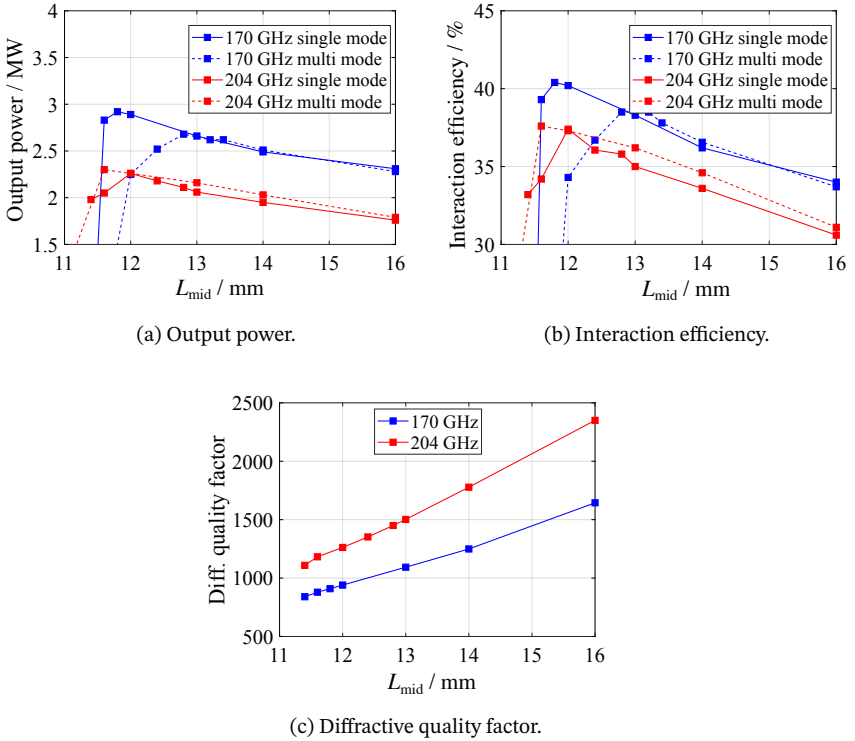 4
3.5
3
2.5
2
1.5
Output power / MW
170 GHz single mode
170 GHz multi mode
204 GHz single mode
204 GHz multi mode
11 12 13 14 15 16
L_mid / mm
(a) Output power.
45
40
35
30
Interaction efficiency / %
170 GHz single mode
170 GHz multi mode
204 GHz single mode
204 GHz multi mode
11 12 13 14 15 16
L_mid / mm
(b) Interaction efficiency.
2500
2000
1500
1000
500
Diff. quality factor
170 GHz
204 GHz
11 12 13 14 15 16
L_mid / mm
(c) Diffractive quality factor.